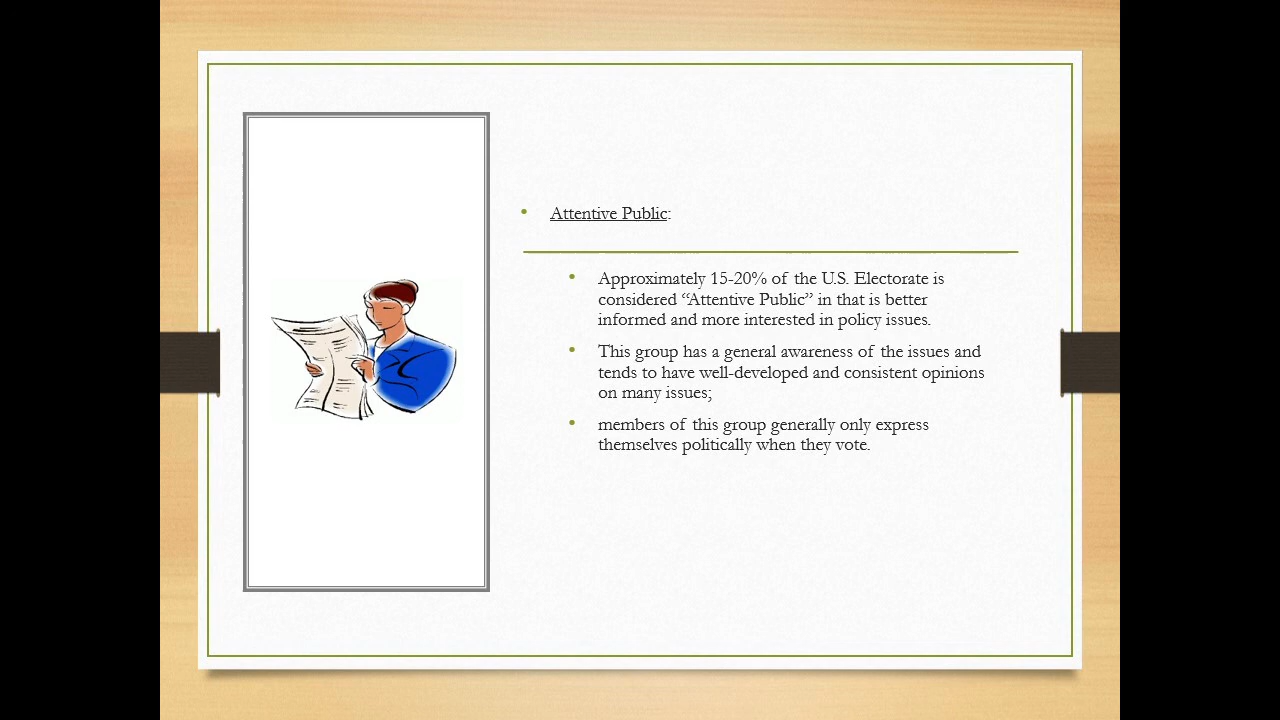 • Attentive Public:
• Approximately 15-20% of the U.S. Electorate is
considered “Attentive Public” in that is better
informed and more interested in policy issues.
• This group has a general awareness of the issues and
tends to have well-developed and consistent opinions
on many issues;
• members of this group generally only express
themselves politically when they vote.